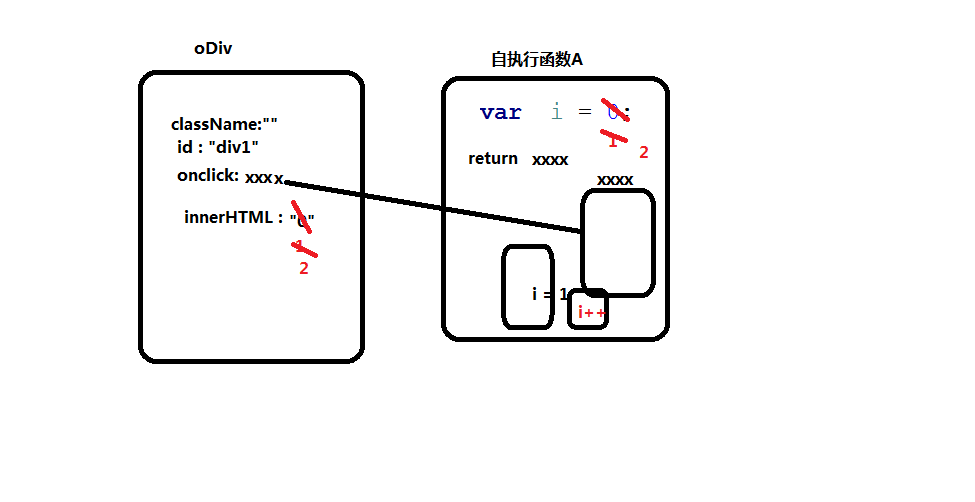 oDiv
className:""
id : "div1"
onclick: xxxx
innerHTML : "0"
1
2
自执行函数A
var i = 0;
1
2
return xxxx
xxxx
i = 1
i++